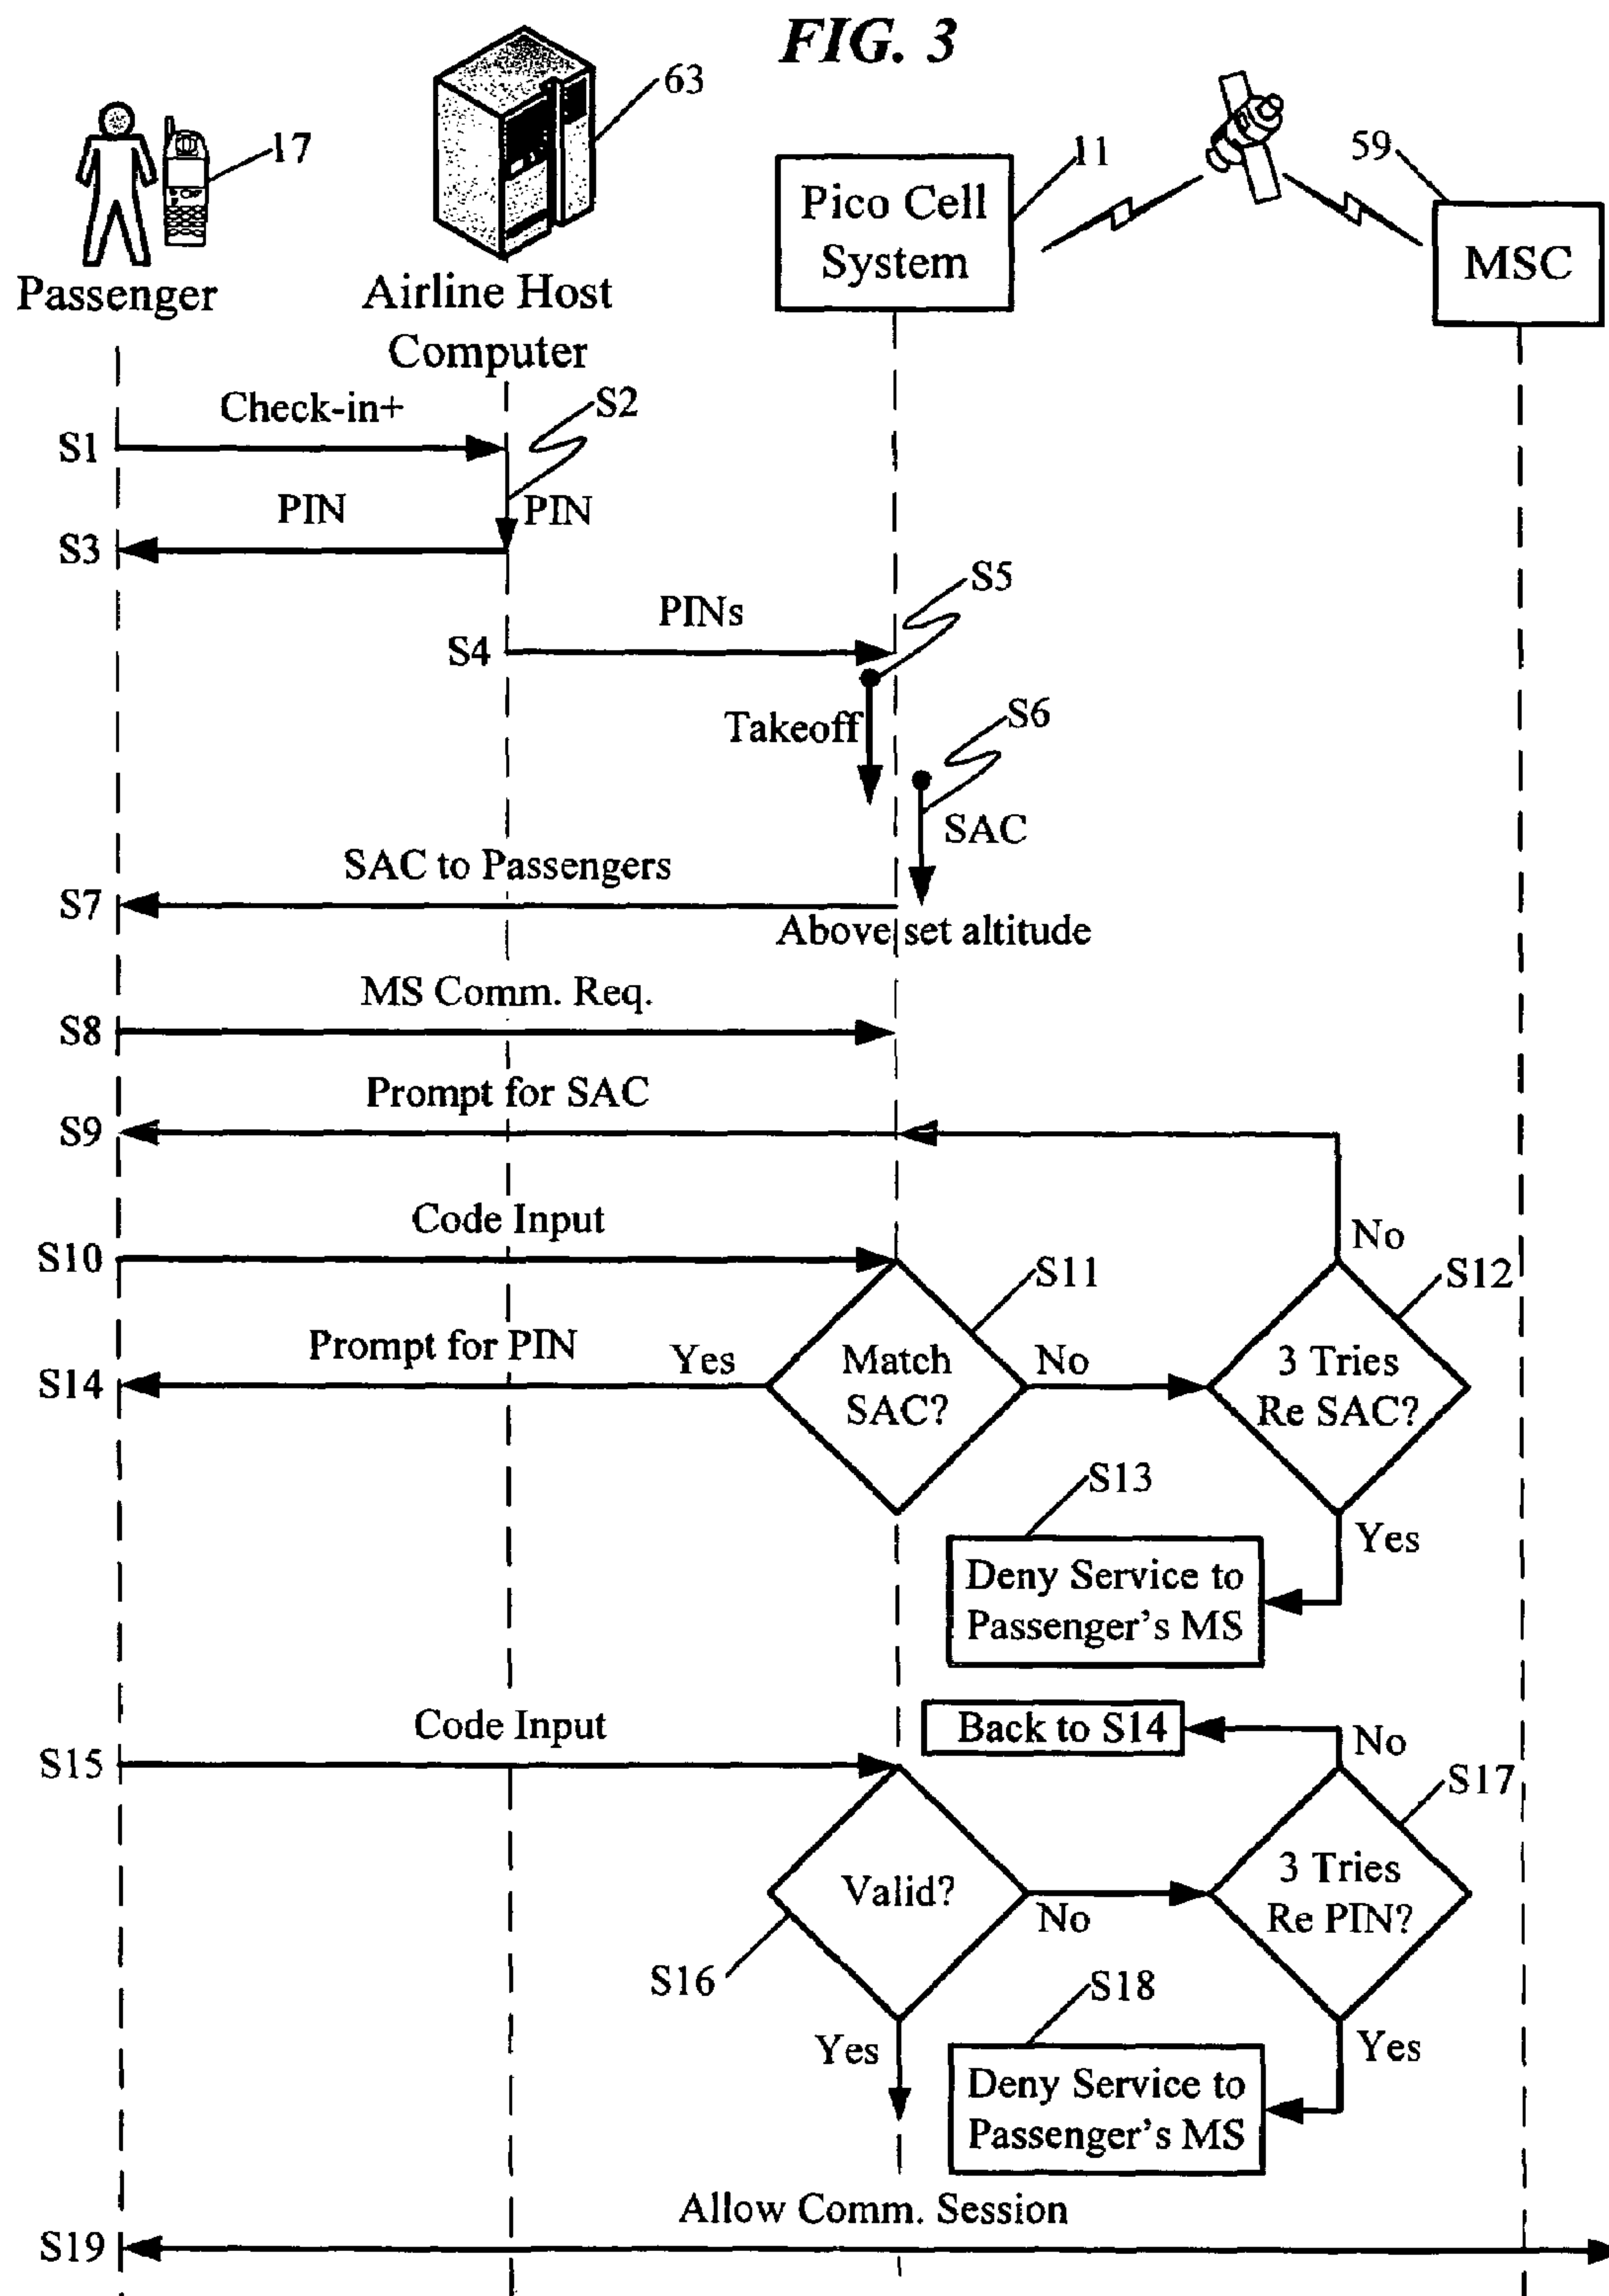 FIG. 3
63
17
11
59
Pico Cell
System
MSC
Passenger
Airline Host
Computer
Check-in+
S2
S1
PIN
PIN
S3
S5
PINs
S4
S6
Takeoff
SAC
SAC to Passengers
S7
Above set altitude
MS Comm. Req.
S8
Prompt for SAC
S9
Code Input
No
S10
S11
S12
Prompt for PIN
Yes
Match
SAC?
No
3 Tries
Re SAC?
S14
S13
Yes
Deny Service to
Passenger's MS
Code Input
Back to S14
No
S15
S17
Valid?
No
3 Tries
Re PIN?
S16
S18
Yes
Yes
Deny Service to
Passenger's MS
Allow Comm. Session
S19